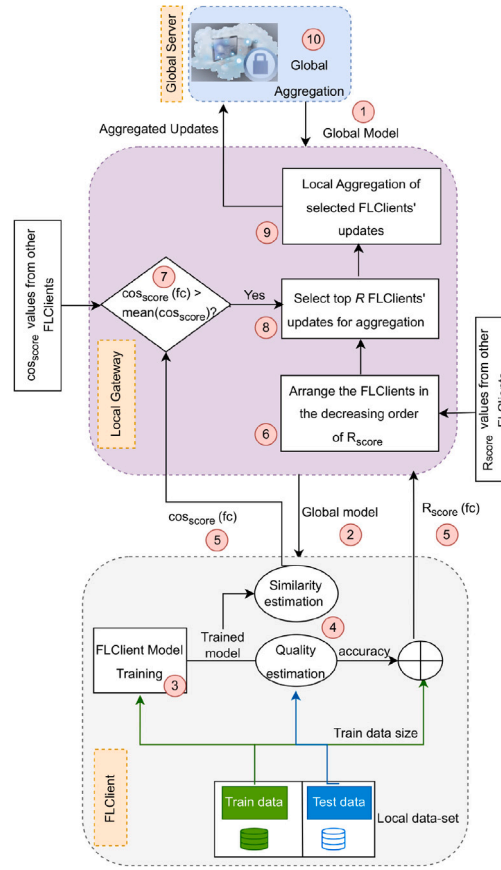 Global Server
10
Global
Aggregation
Aggregated Updates
1
Global Model
Local Aggregation of
selected FLClients'
updates
9
7
cos_score (fc) >
mean(cos_score)?
Yes
Select top R FLClients'
updates for aggregation
8
cos_score values from other
FLClients
Local Gateway
Arrange the FLClients in
the decreasing order
of R_score
6
R_score values from other
FLClients
cos_score (fc)
5
Global model
2
R_score (fc)
5
Similarity
estimation
Trained
model
4
FLClient Model
Training
3
Quality
estimation
accuracy
Train data size
FLClient
Train data
Test data
Local data-set